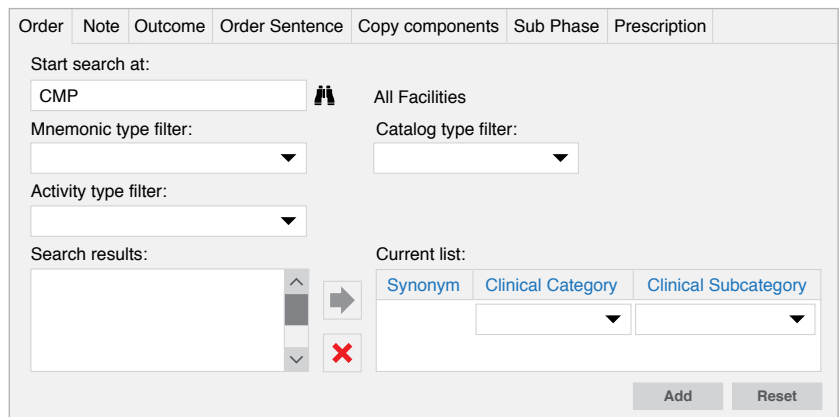 Order Note Outcome Order Sentence Copy components Sub Phase Prescription
Start search at:
CMP All Facilities
Mnemonic type filter: Catalog type filter:
Activity type filter:
Search results: Current list:
Synonym Clinical Category Clinical Subcategory
Add Reset